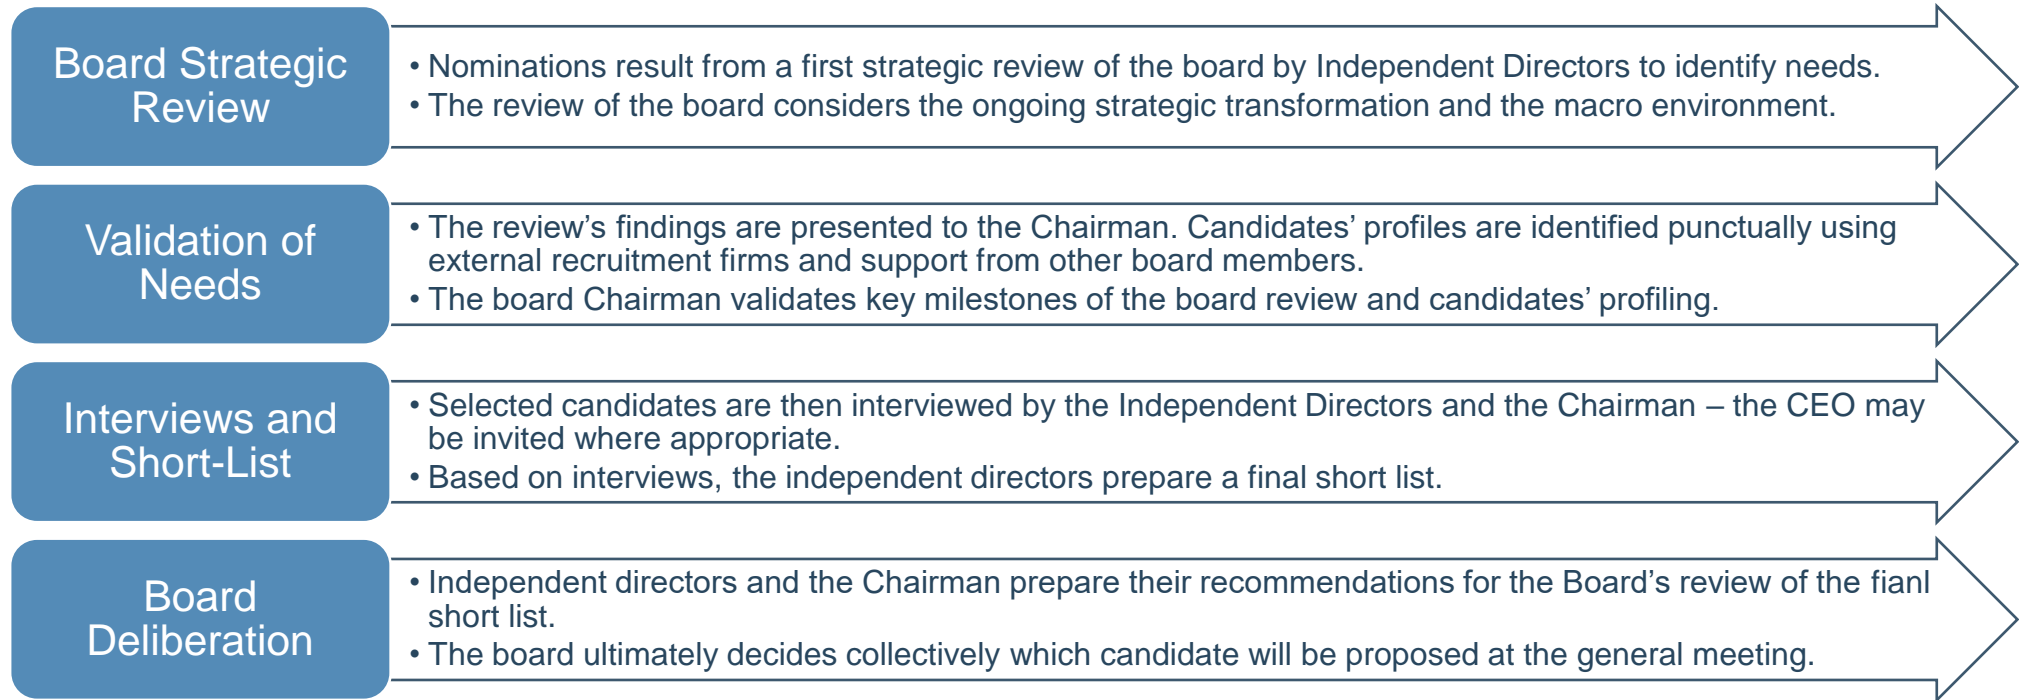 Board Strategic
Review
• Nominations result from a first strategic review of the board by Independent Directors to identify needs.
• The review of the board considers the ongoing strategic transformation and the macro environment.
Validation of
Needs
• The review’s findings are presented to the Chairman. Candidates’ profiles are identified punctually using
external recruitment firms and support from other board members.
• The board Chairman validates key milestones of the board review and candidates’ profiling.
Interviews and
Short-List
• Selected candidates are then interviewed by the Independent Directors and the Chairman – the CEO may
be invited where appropriate.
• Based on interviews, the independent directors prepare a final short list.
Board
Deliberation
• Independent directors and the Chairman prepare their recommendations for the Board’s review of the fianl
short list.
• The board ultimately decides collectively which candidate will be proposed at the general meeting.